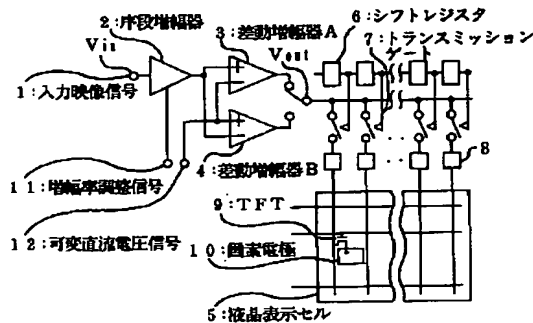 2:序段増幅器
Vin
3:差動増幅器A
Vout
6:シフトレジスタ
7:トランスミッション
ゲート
1:入力映像信号
4:差動増幅器B
8
11:増幅率調整信号
12:可変直流電圧信号
9:TFT
10:画素電極
5:液晶表示セル